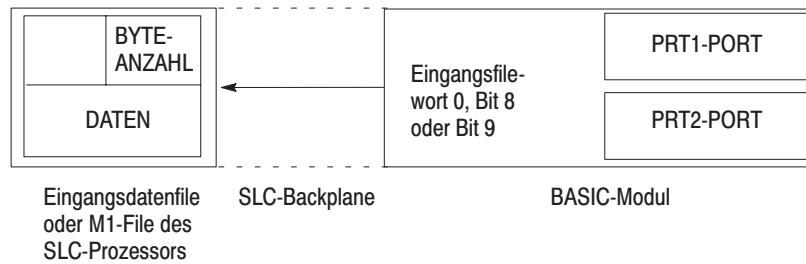 BYTE-
ANZAHL
DATEN
Eingangsfile-
wort 0, Bit 8
oder Bit 9
PRT1-PORT
PRT2-PORT
Eingangsdatenfile
oder M1-File des
SLC-Prozessors
SLC-Backplane
BASIC-Modul